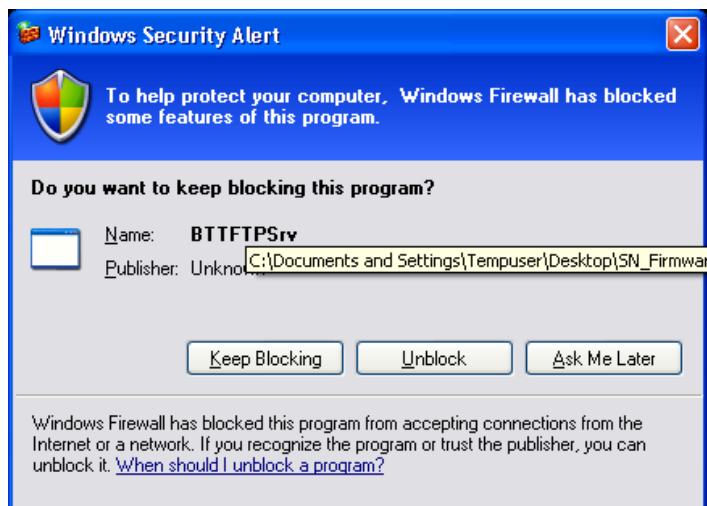 Windows Security Alert
To help protect your computer, Windows Firewall has blocked
some features of this program.
Do you want to keep blocking this program?
Name: BTTFTPSrv
C:\Documents and Settings\Tempuser\Desktop\SN_Firmwar
Publisher:
Keep Blocking Unblock Ask Me Later
Windows Firewall has blocked this program from accepting connections from the
Internet or a network. If you recognize the program or trust the publisher, you can
unblock it. When should I unblock a program?